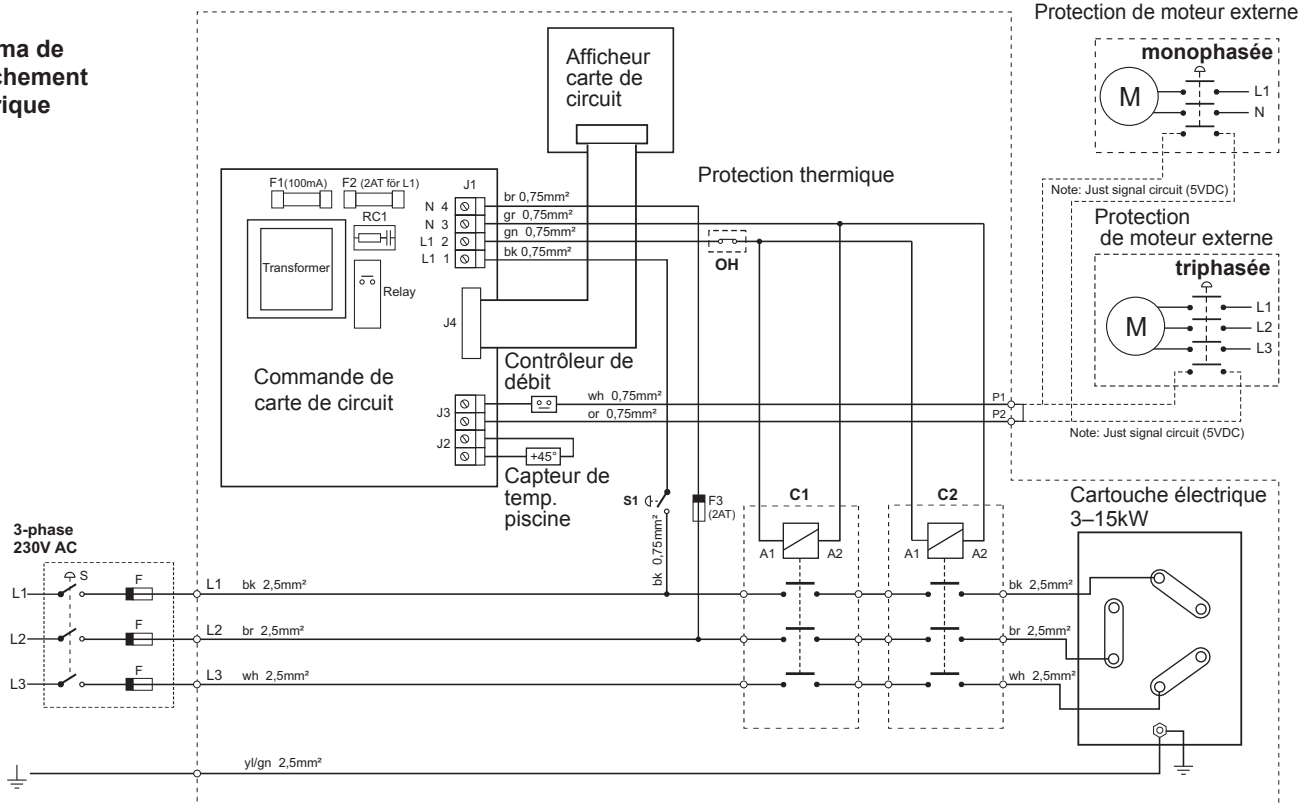 Protection de moteur externe
monophasée
M
L1
N
Note: Just signal circuit (5VDC)
Protection
de moteur externe
triphasée
M
L1
L2
L3
Note: Just signal circuit (5VDC)
Afficheur
carte de
circuit
Protection thermique
F1(100mA)
F2 (2AT för L1)
J1
RC1
N 4
N 3
L1 2
L1 1
br 0,75mm²
gr 0,75mm²
gn 0,75mm²
bk 0,75mm²
OH
Transformer
Relay
J4
Commande de
carte de circuit
Contrôleur de
débit
J3
J2
wh 0,75mm²
or 0,75mm²
P1
P2
+45°
Capteur de
temp.
piscine
S1
F3
(2AT)
bk 0,75mm²
C1
A1
A2
C2
A1
A2
Cartouche électrique
3–15kW
3-phase
230V AC
S
F
L1
L1
bk 2,5mm²
bk 2,5mm²
F
L2
L2
br 2,5mm²
br 2,5mm²
F
L3
L3
wh 2,5mm²
wh 2,5mm²
yl/gn 2,5mm²